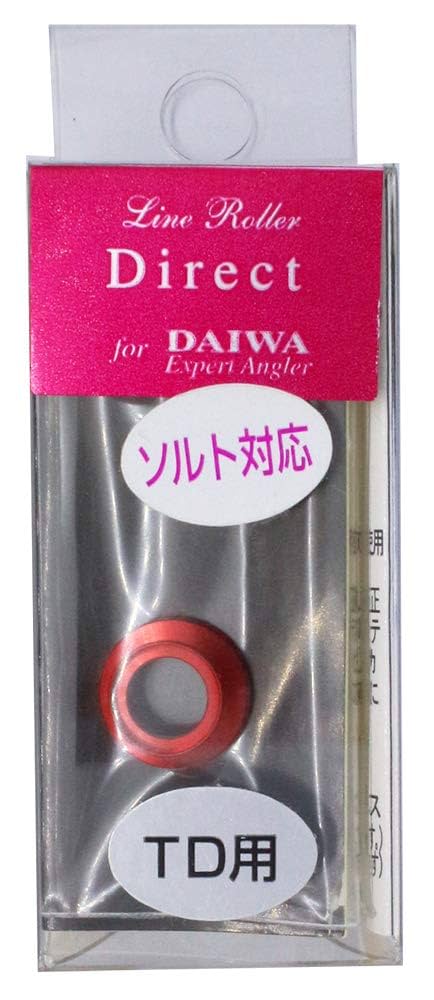 Line Roller
Direct
for DAIWA
Expert Angler
ソルト対応
TD用